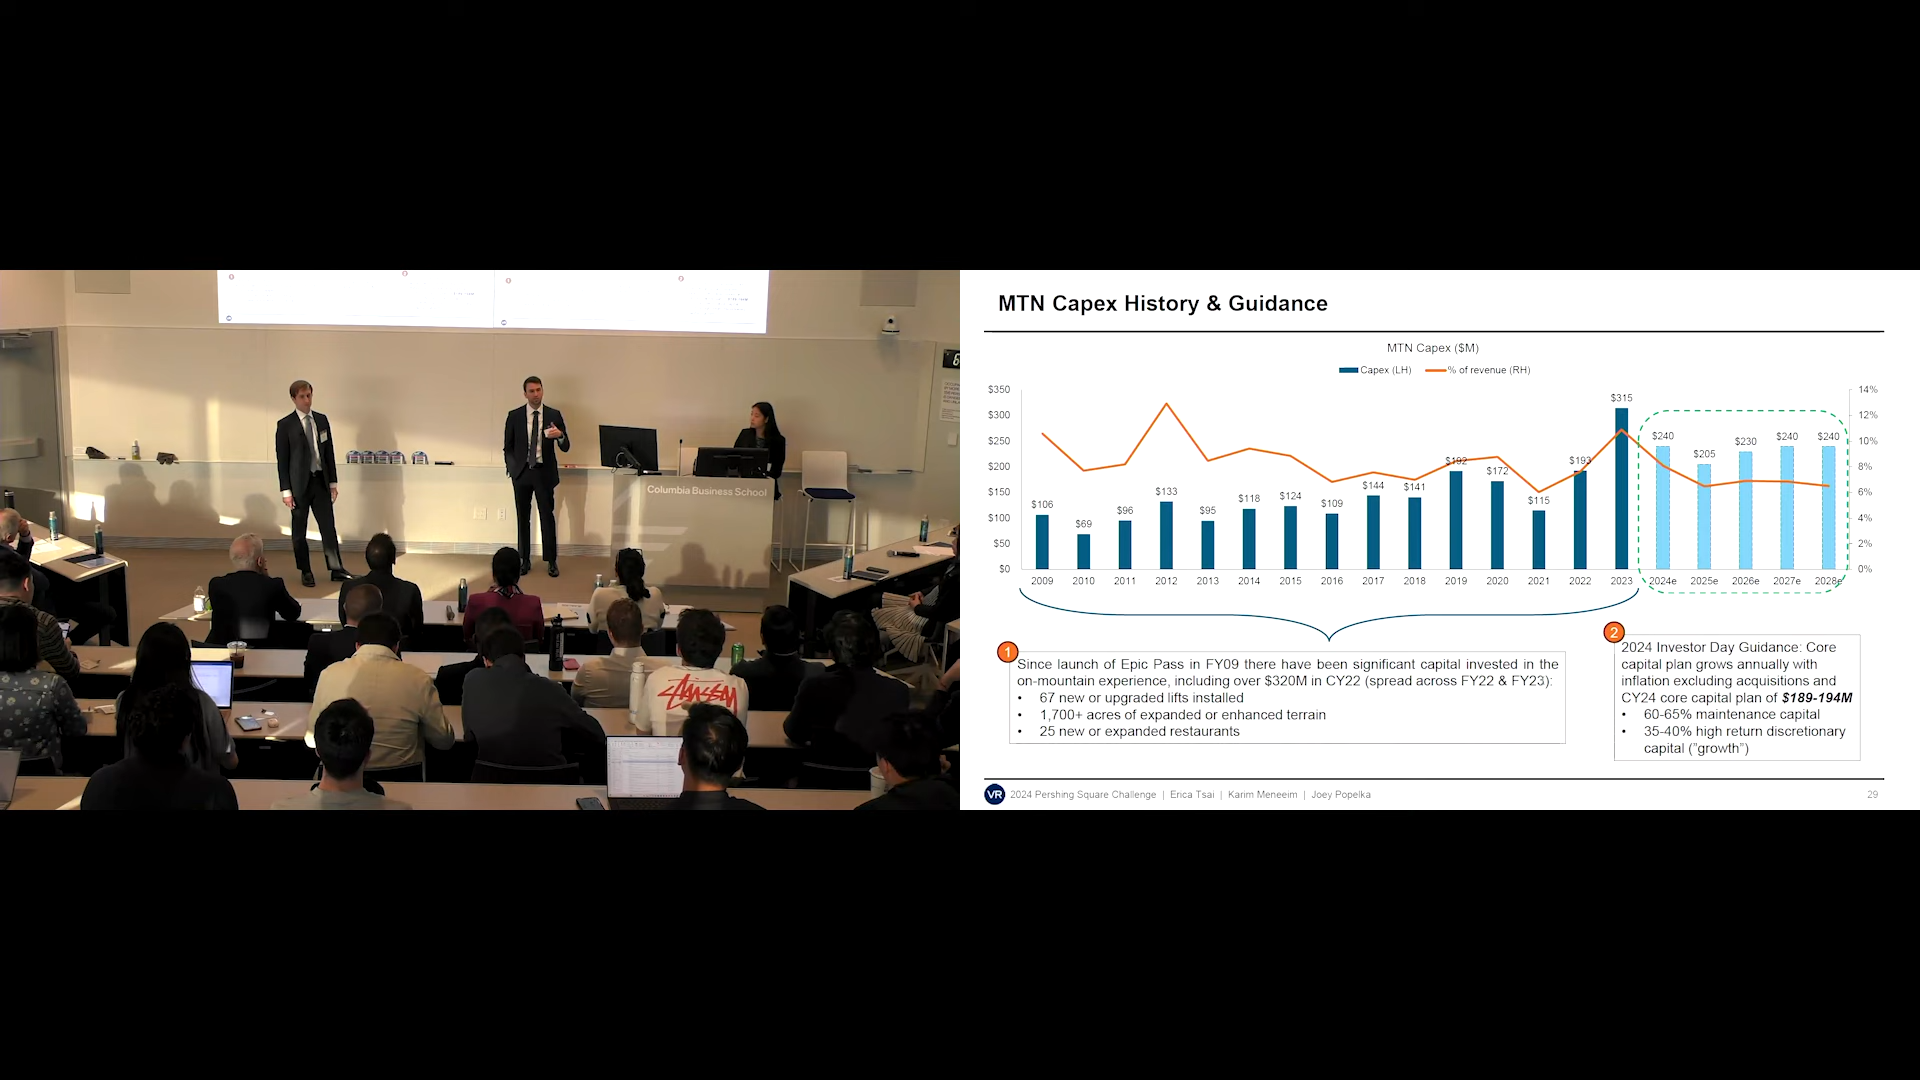 Columbia Business School
STÜSSY
MTN Capex History & Guidance
MTN Capex ($M)
Capex (LH) % of revenue (RH)
$350
$300
$250
$200
$150
$100
$50
$0
14%
12%
10%
8%
6%
4%
2%
0%
$106 $69 $96 $133 $95 $118 $124 $109 $144 $141 $192 $172 $115 $193 $315 $240 $205 $230 $240 $240
2009 2010 2011 2012 2013 2014 2015 2016 2017 2018 2019 2020 2021 2022 2023 2024e 2025e 2026e 2027e 2028e
1
Since launch of Epic Pass in FY09 there have been significant capital invested in the
on-mountain experience, including over $320M in CY22 (spread across FY22 & FY23):
• 67 new or upgraded lifts installed
• 1,700+ acres of expanded or enhanced terrain
• 25 new or expanded restaurants
2
2024 Investor Day Guidance: Core
capital plan grows annually with
inflation excluding acquisitions and
CY24 core capital plan of $189-194M
• 60-65% maintenance capital
• 35-40% high return discretionary
capital ("growth")
VR 2024 Pershing Square Challenge | Erica Tsai | Karim Meneeim | Joey Popelka
29